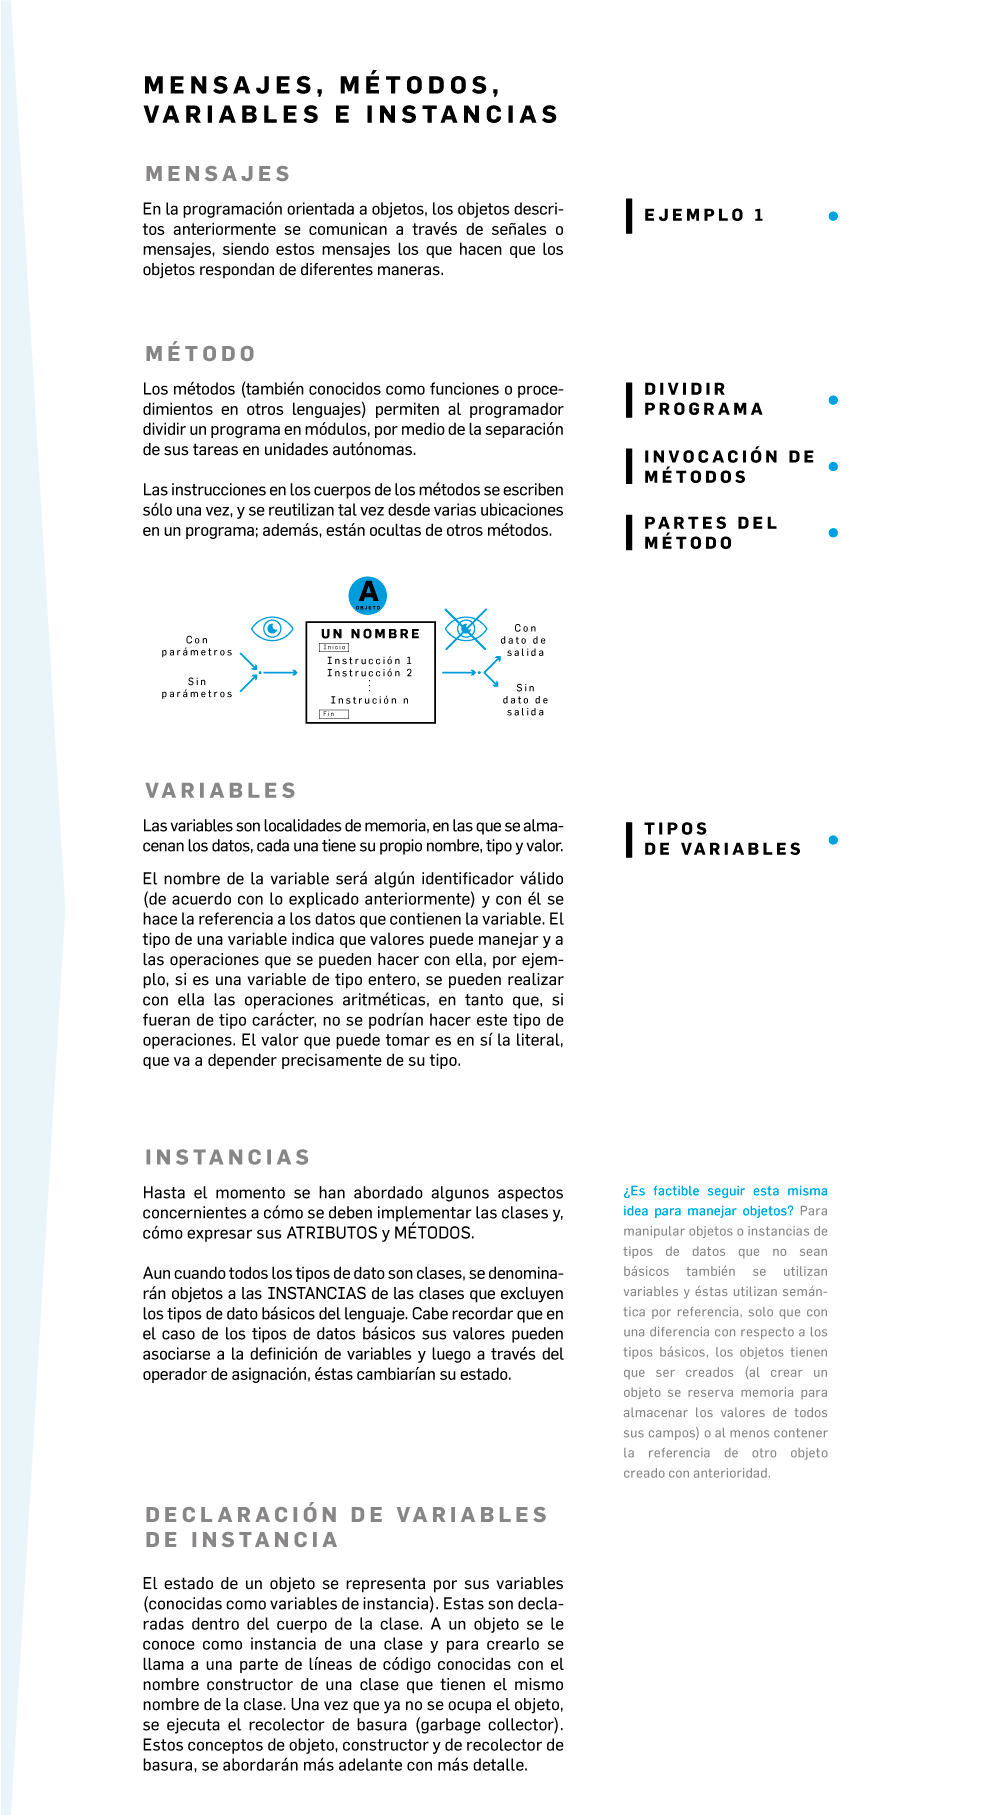 MENSAJES, MÉTODOS,
VARIABLES E INSTANCIAS
MENSAJES
En la programación orientada a objetos, los objetos descri-
tos anteriormente se comunican a través de señales o
mensajes, siendo estos mensajes los que hacen que los
objetos respondan de diferentes maneras.
EJEMPLO 1
MÉTODO
Los métodos (también conocidos como funciones o proce-
dimientos en otros lenguajes) permiten al programador
dividir un programa en módulos, por medio de la separación
de sus tareas en unidades autónomas.
Las instrucciones en los cuerpos de los métodos se escriben
sólo una vez, y se reutilizan tal vez desde varias ubicaciones
en un programa; además, están ocultas de otros métodos.
DIVIDIR
PROGRAMA
INVOCACIÓN DE
MÉTODOS
PARTES DEL
MÉTODO
A
OBJETO
Con
parámetros
Sin
parámetros
UN NOMBRE
Inicio
Instrucción 1
Instrucción 2
Instrución n
Fin
Con
dato de
salida
Sin
dato de
salida
VARIABLES
Las variables son localidades de memoria, en las que se alma-
cenan los datos, cada una tiene su propio nombre, tipo y valor.
El nombre de la variable será algún identificador válido
(de acuerdo con lo explicado anteriormente) y con él se
hace la referencia a los datos que contienen la variable. El
tipo de una variable indica que valores puede manejar y a
las operaciones que se pueden hacer con ella, por ejem-
plo, si es una variable de tipo entero, se pueden realizar
con ella las operaciones aritméticas, en tanto que, si
fueran de tipo carácter, no se podrían hacer este tipo de
operaciones. El valor que puede tomar es en sí la literal,
que va a depender precisamente de su tipo.
TIPOS
DE VARIABLES
INSTANCIAS
Hasta el momento se han abordado algunos aspectos
concernientes a cómo se deben implementar las clases y,
cómo expresar sus ATRIBUTOS y MÉTODOS.
Aun cuando todos los tipos de dato son clases, se denomina-
rán objetos a las INSTANCIAS de las clases que excluyen
los tipos de dato básicos del lenguaje. Cabe recordar que en
el caso de los tipos de datos básicos sus valores pueden
asociarse a la definición de variables y luego a través del
operador de asignación, éstas cambiarían su estado.
¿Es factible seguir esta misma
idea para manejar objetos? Para
manipular objetos o instancias de
tipos de datos que no sean
básicos también se utilizan
variables y éstas utilizan semán-
tica por referencia, solo que con
una diferencia con respecto a los
tipos básicos, los objetos tienen
que ser creados (al crear un
objeto se reserva memoria para
almacenar los valores de todos
sus campos) o al menos contener
la referencia de otro objeto
creado con anterioridad.
DECLARACIÓN DE VARIABLES
DE INSTANCIA
El estado de un objeto se representa por sus variables
(conocidas como variables de instancia). Estas son decla-
radas dentro del cuerpo de la clase. A un objeto se le
conoce como instancia de una clase y para crearlo se
llama a una parte de líneas de código conocidas con el
nombre constructor de una clase que tienen el mismo
nombre de la clase. Una vez que ya no se ocupa el objeto,
se ejecuta el recolector de basura (garbage collector).
Estos conceptos de objeto, constructor y de recolector de
basura, se abordarán más adelante con más detalle.